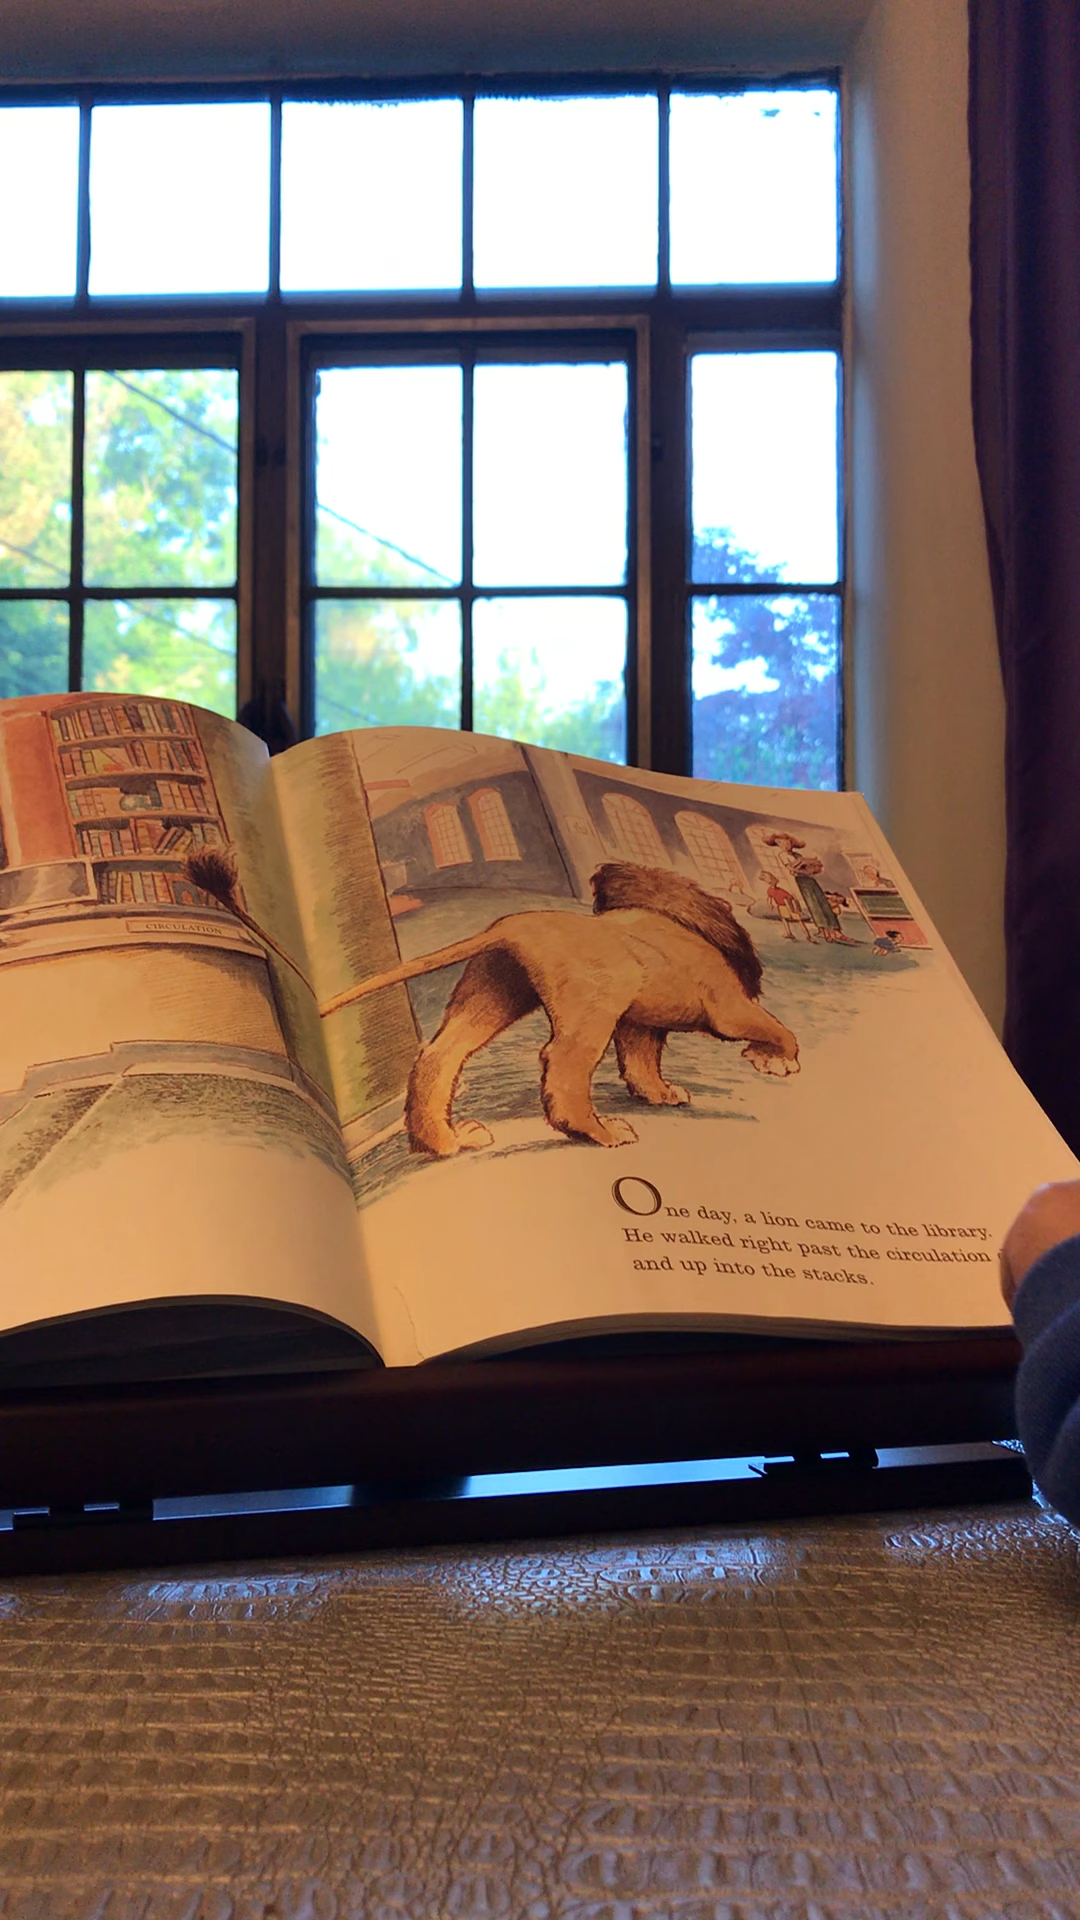 CIRCULATION
One day, a lion came to the library.
He walked right past the circulation
and up into the stacks.